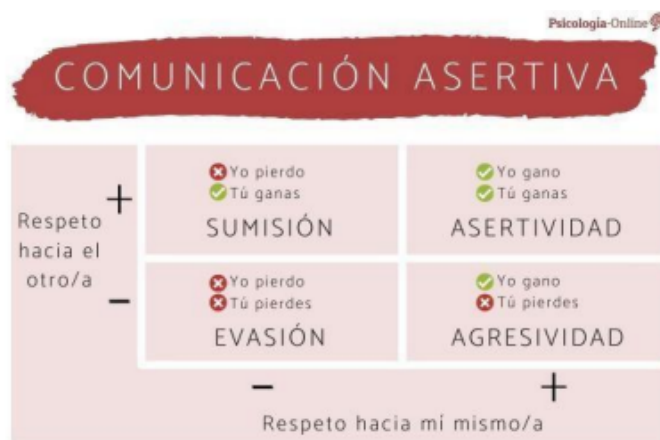 Psicología-Online
COMUNICACIÓN ASERTIVA
Respeto
hacia el
otro/a
+
-
Yo pierdo
Tú ganas
SUMISIÓN
Yo gano
Tú ganas
ASERTIVIDAD
Yo pierdo
Tú pierdes
EVASIÓN
Yo gano
Tú pierdes
AGRESIVIDAD
- +
Respeto hacia mí mismo/a